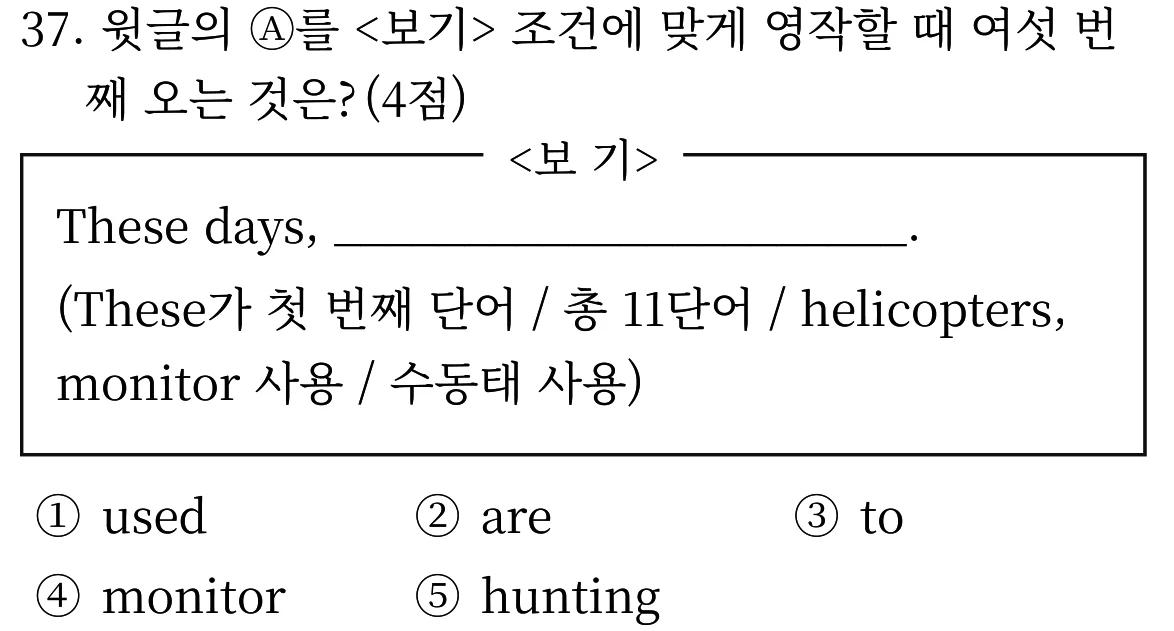 37. 윗글의 Ⓐ를 <보기> 조건에 맞게 영작할 때 여섯 번
째 오는 것은? (4점)
<보 기>
These days, ______________________.
(These가 첫 번째 단어 / 총 11단어 / helicopters,
monitor 사용 / 수동태 사용)
① used ② are ③ to
④ monitor ⑤ hunting